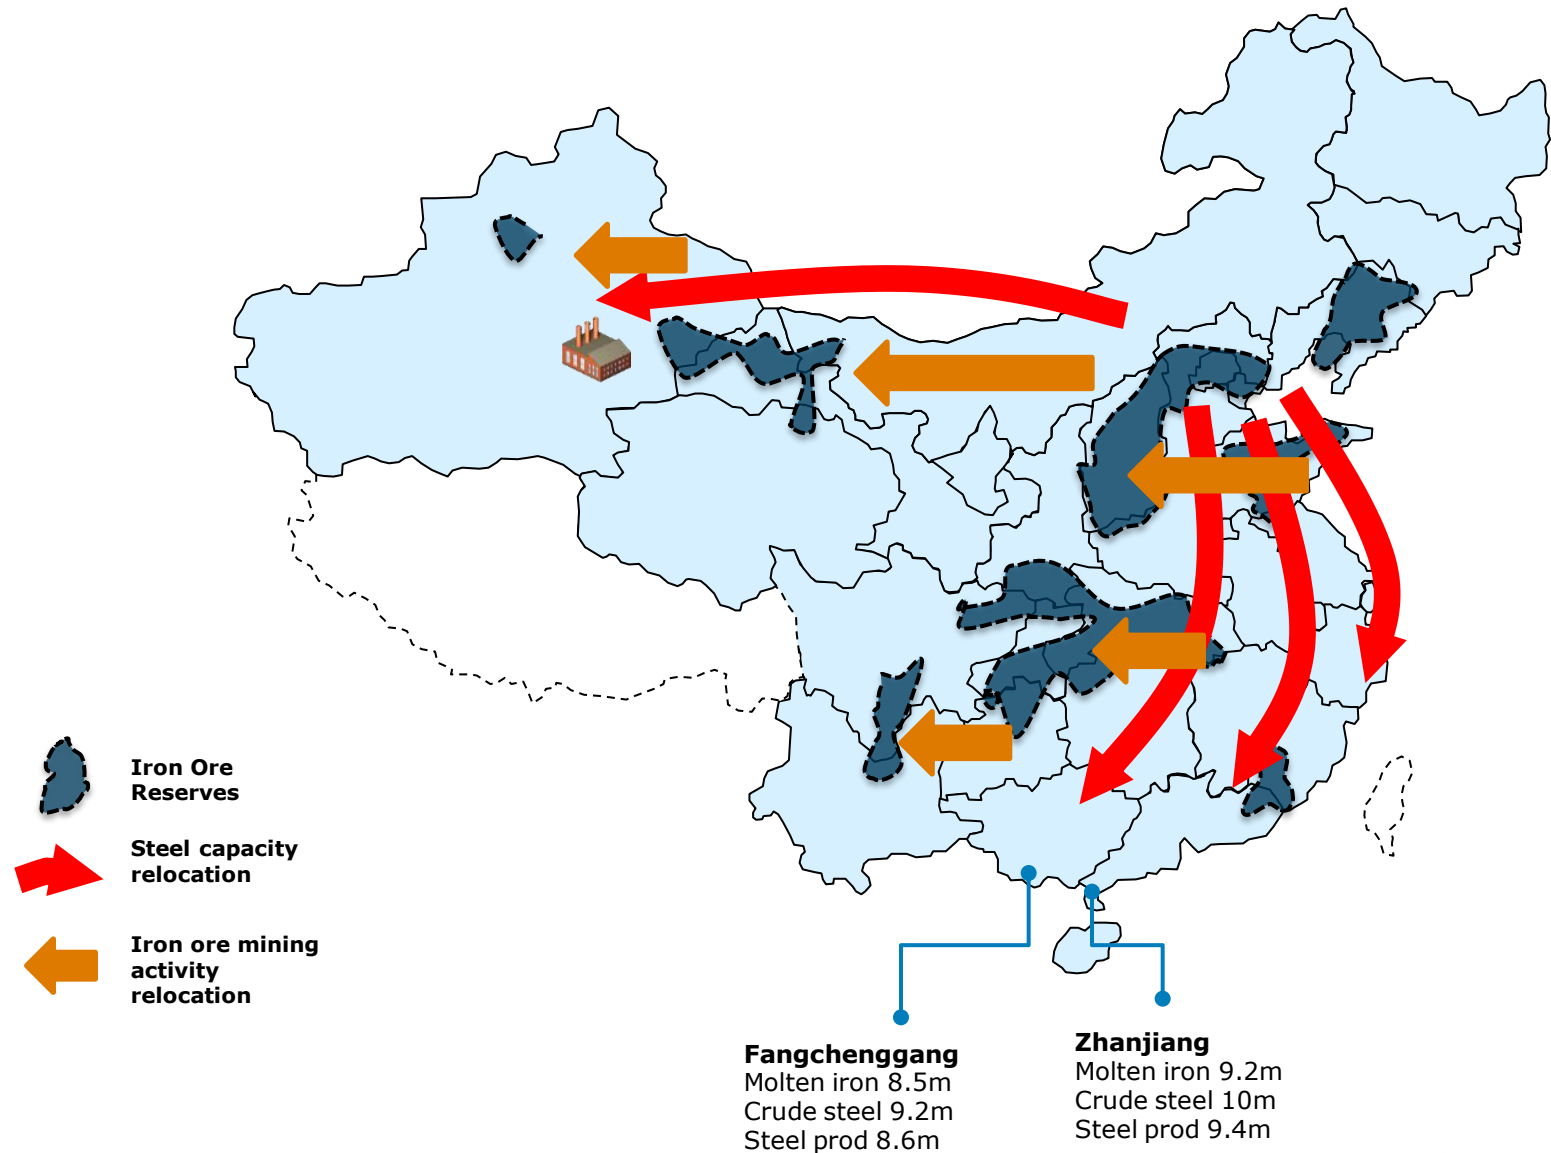 Iron Ore
Reserves
Steel capacity
relocation
Iron ore mining
activity
relocation
Fangchenggang
Molten iron 8.5m
Crude steel 9.2m
Steel prod 8.6m
Zhanjiang
Molten iron 9.2m
Crude steel 10m
Steel prod 9.4m